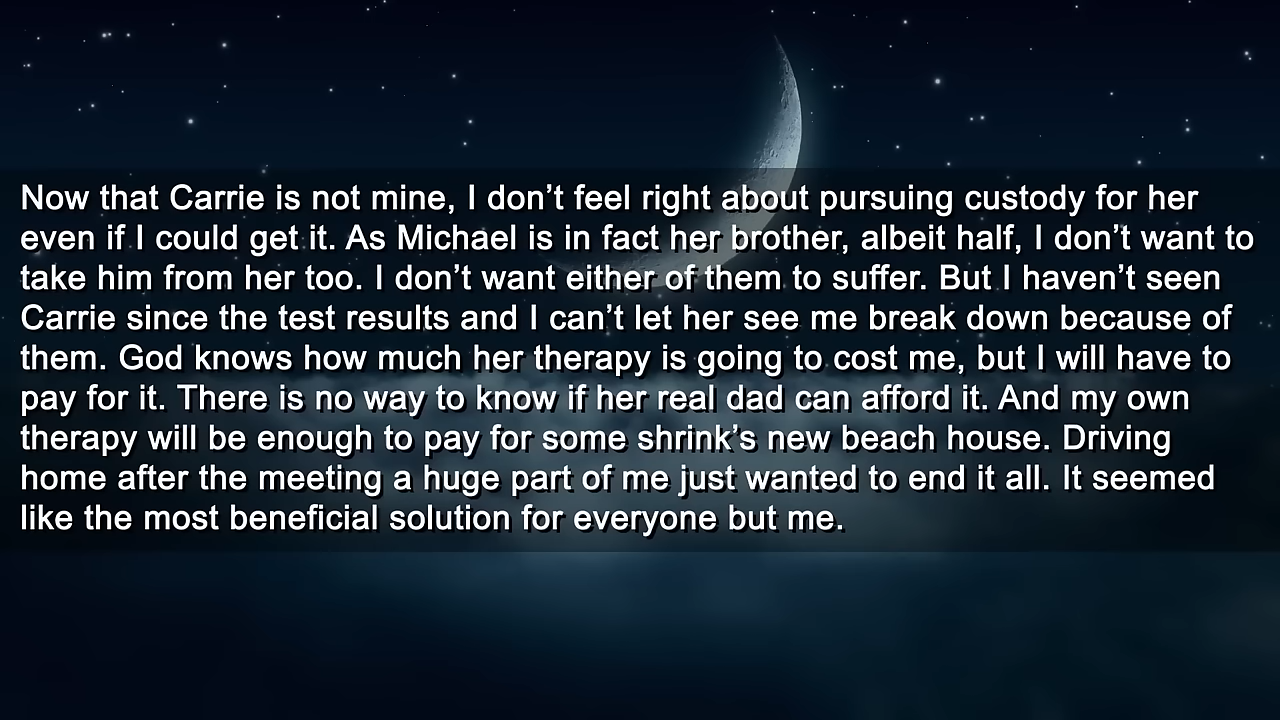 Now that Carrie is not mine, I don’t feel right about pursuing custody for her
even if I could get it. As Michael is in fact her brother, albeit half, I don’t want to
take him from her too. I don’t want either of them to suffer. But I haven’t seen
Carrie since the test results and I can’t let her see me break down because of
them. God knows how much her therapy is going to cost me, but I will have to
pay for it. There is no way to know if her real dad can afford it. And my own
therapy will be enough to pay for some shrink’s new beach house. Driving
home after the meeting a huge part of me just wanted to end it all. It seemed
like the most beneficial solution for everyone but me.